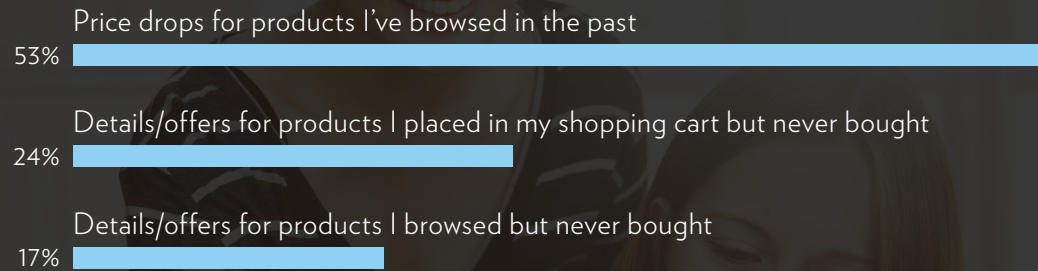 Price drops for products I've browsed in the past
53%
Details/offers for products I placed in my shopping cart but never bought
24%
Details/offers for products I browsed but never bought
17%